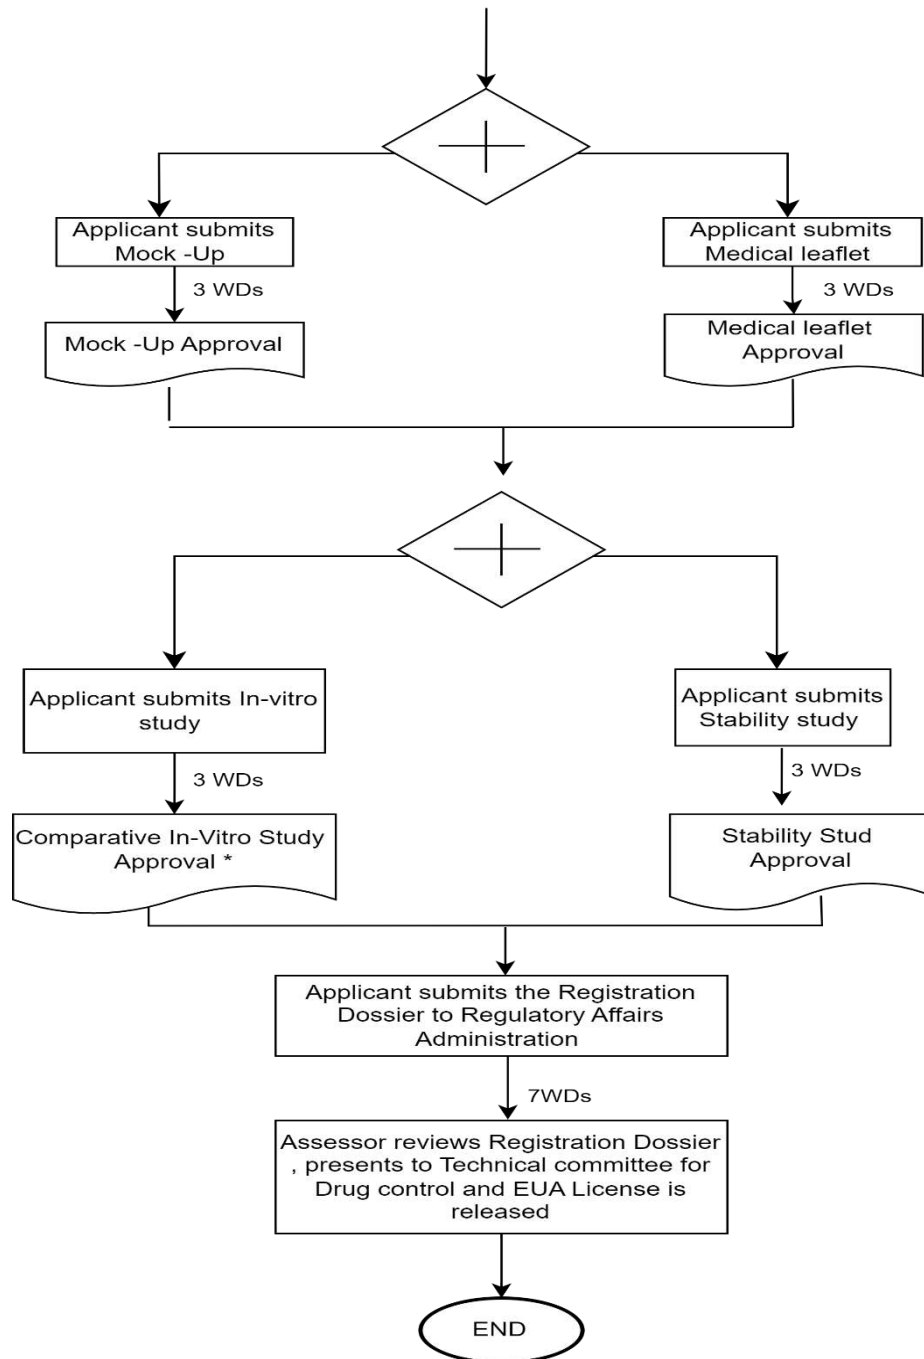 Applicant submits
Mock -Up
Applicant submits
Medical leaflet
3 WDs
3 WDs
Mock -Up Approval
Medical leaflet
Approval
Applicant submits In-vitro
study
Applicant submits
Stability study
3 WDs
3 WDs
Comparative In-Vitro Study
Approval *
Stability Stud
Approval
Applicant submits the Registration
Dossier to Regulatory Affairs
Administration
7WDs
Assessor reviews Registration Dossier
, presents to Technical committee for
Drug control and EUA License is
released
END